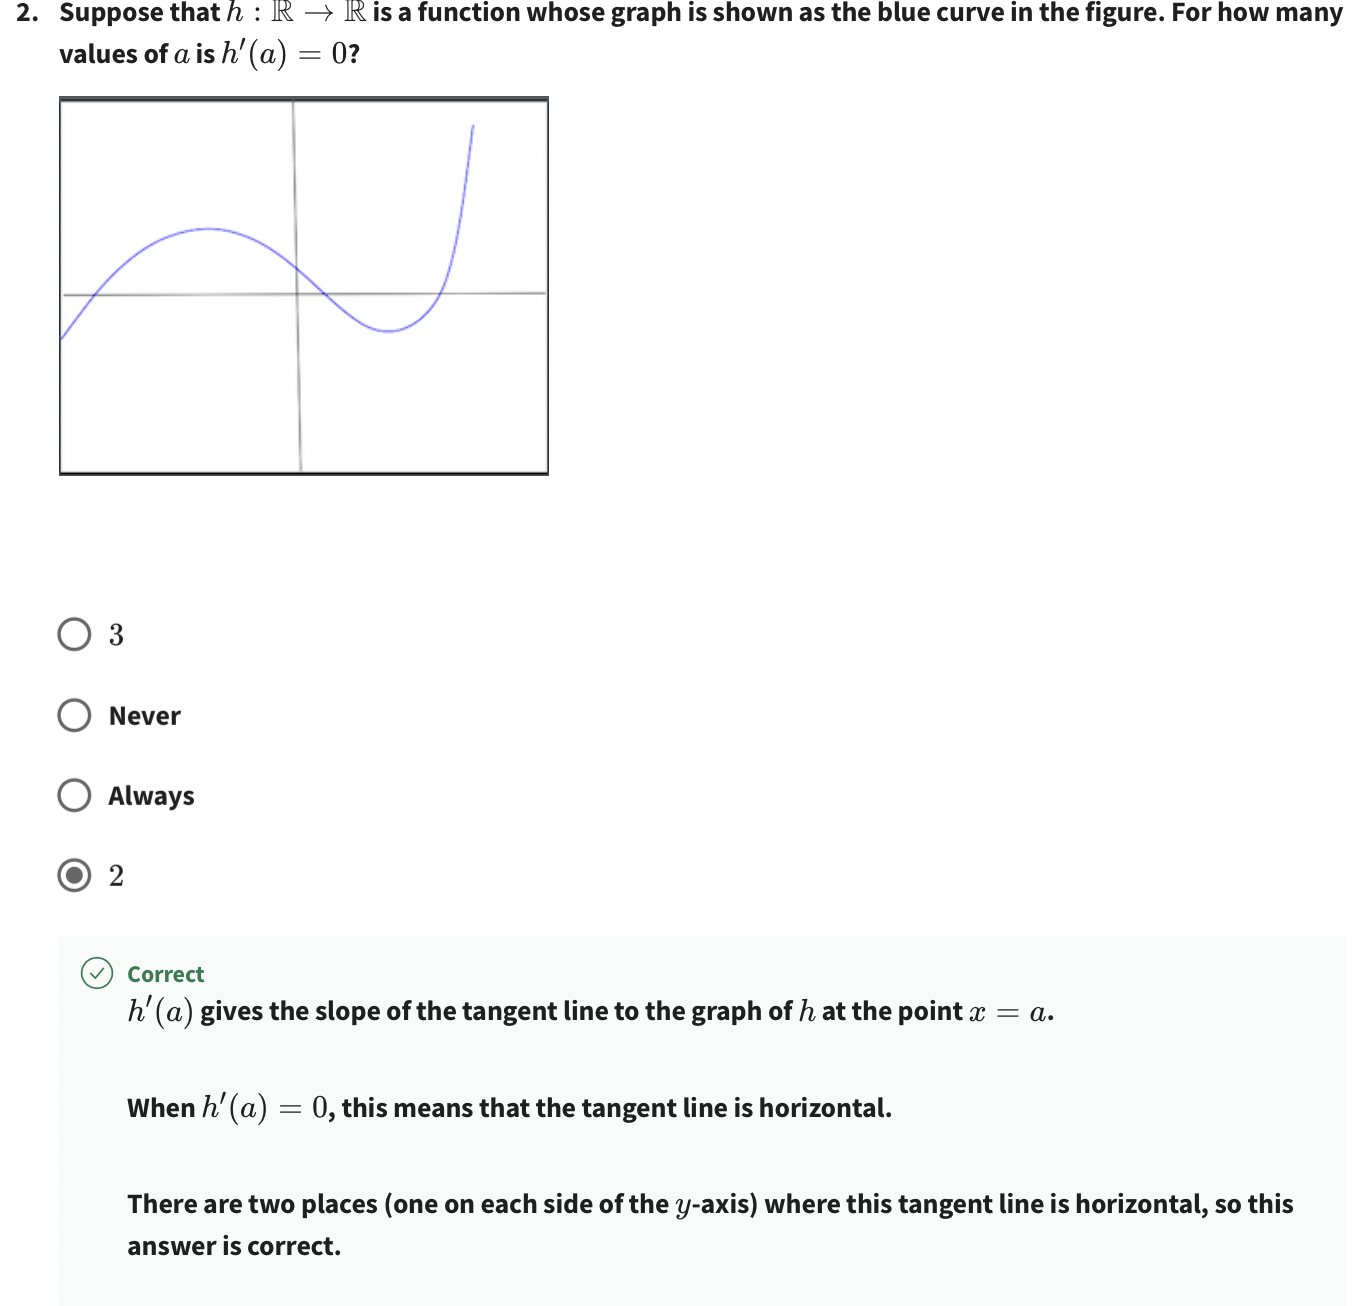 2. Suppose that h : ℝ → ℝ is a function whose graph is shown as the blue curve in the figure. For how many
values of a is h′(a) = 0?
3
Never
Always
2
Correct
h′(a) gives the slope of the tangent line to the graph of h at the point x = a.
When h′(a) = 0, this means that the tangent line is horizontal.
There are two places (one on each side of the y-axis) where this tangent line is horizontal, so this
answer is correct.